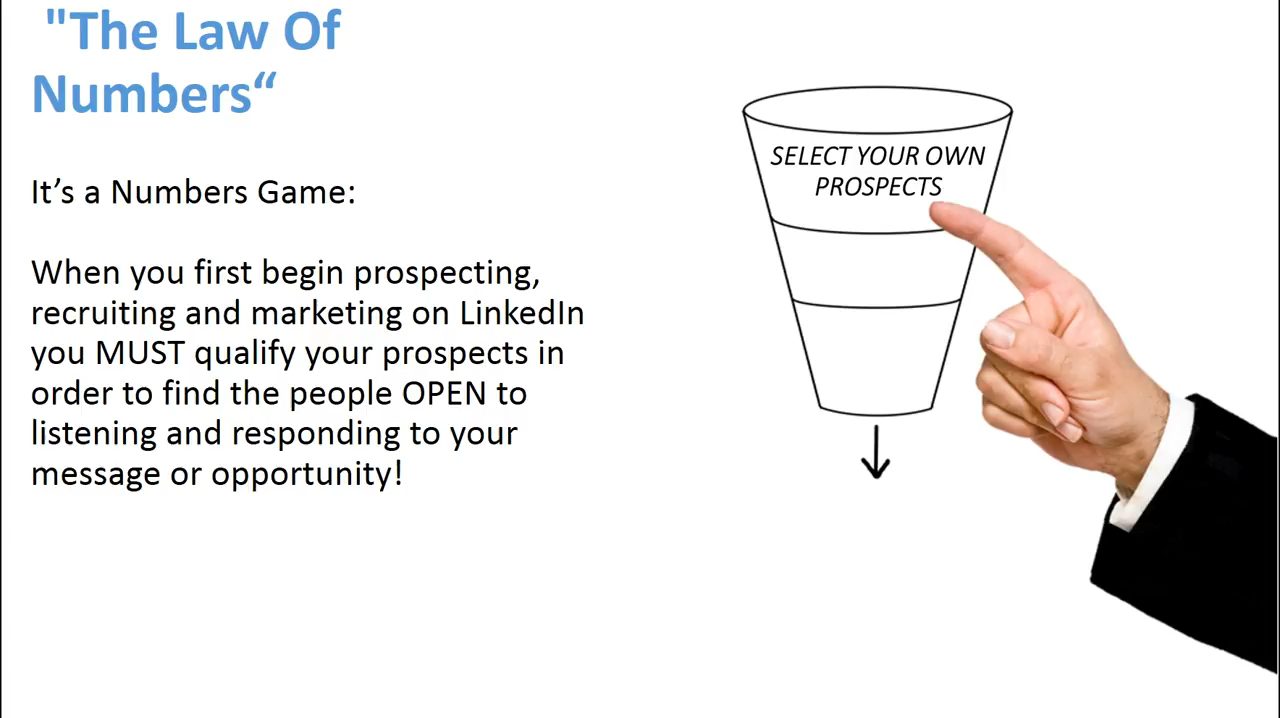 "The Law Of
Numbers“
It’s a Numbers Game:
When you first begin prospecting,
recruiting and marketing on LinkedIn
you MUST qualify your prospects in
order to find the people OPEN to
listening and responding to your
message or opportunity!
SELECT YOUR OWN
PROSPECTS